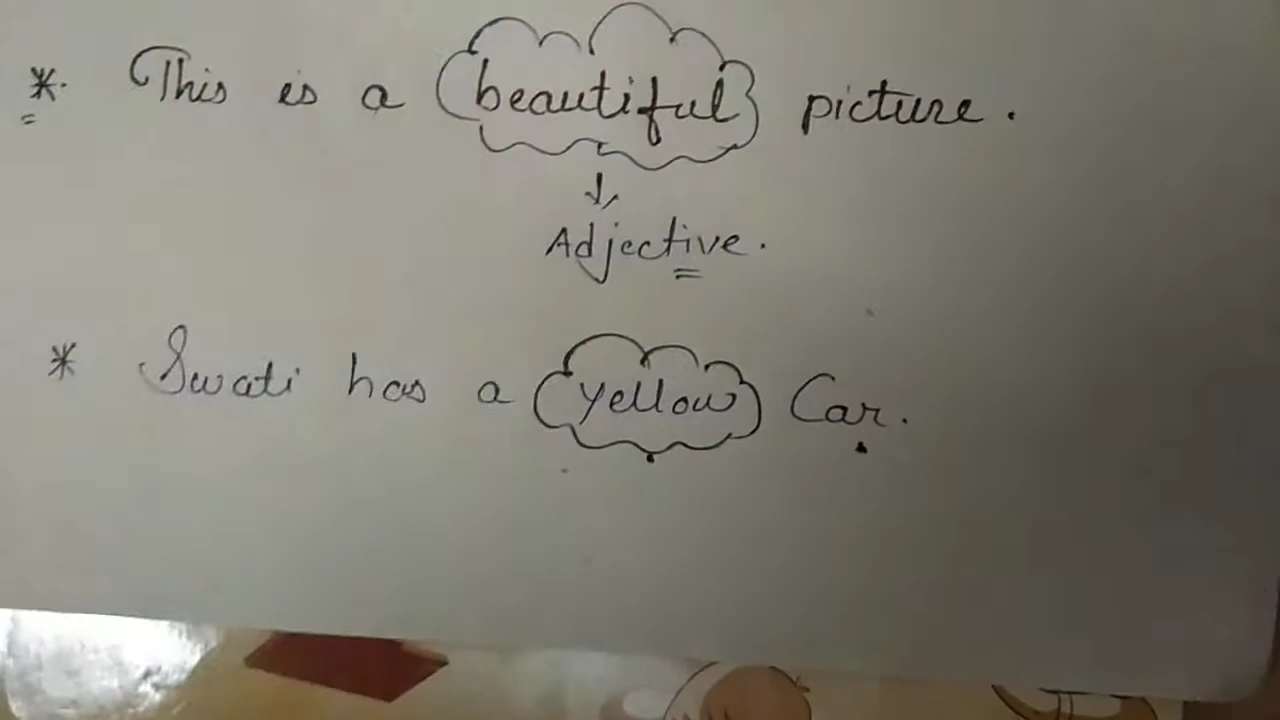 * This is a beautiful picture.
Adjective.
* Swati has a yellow Car.